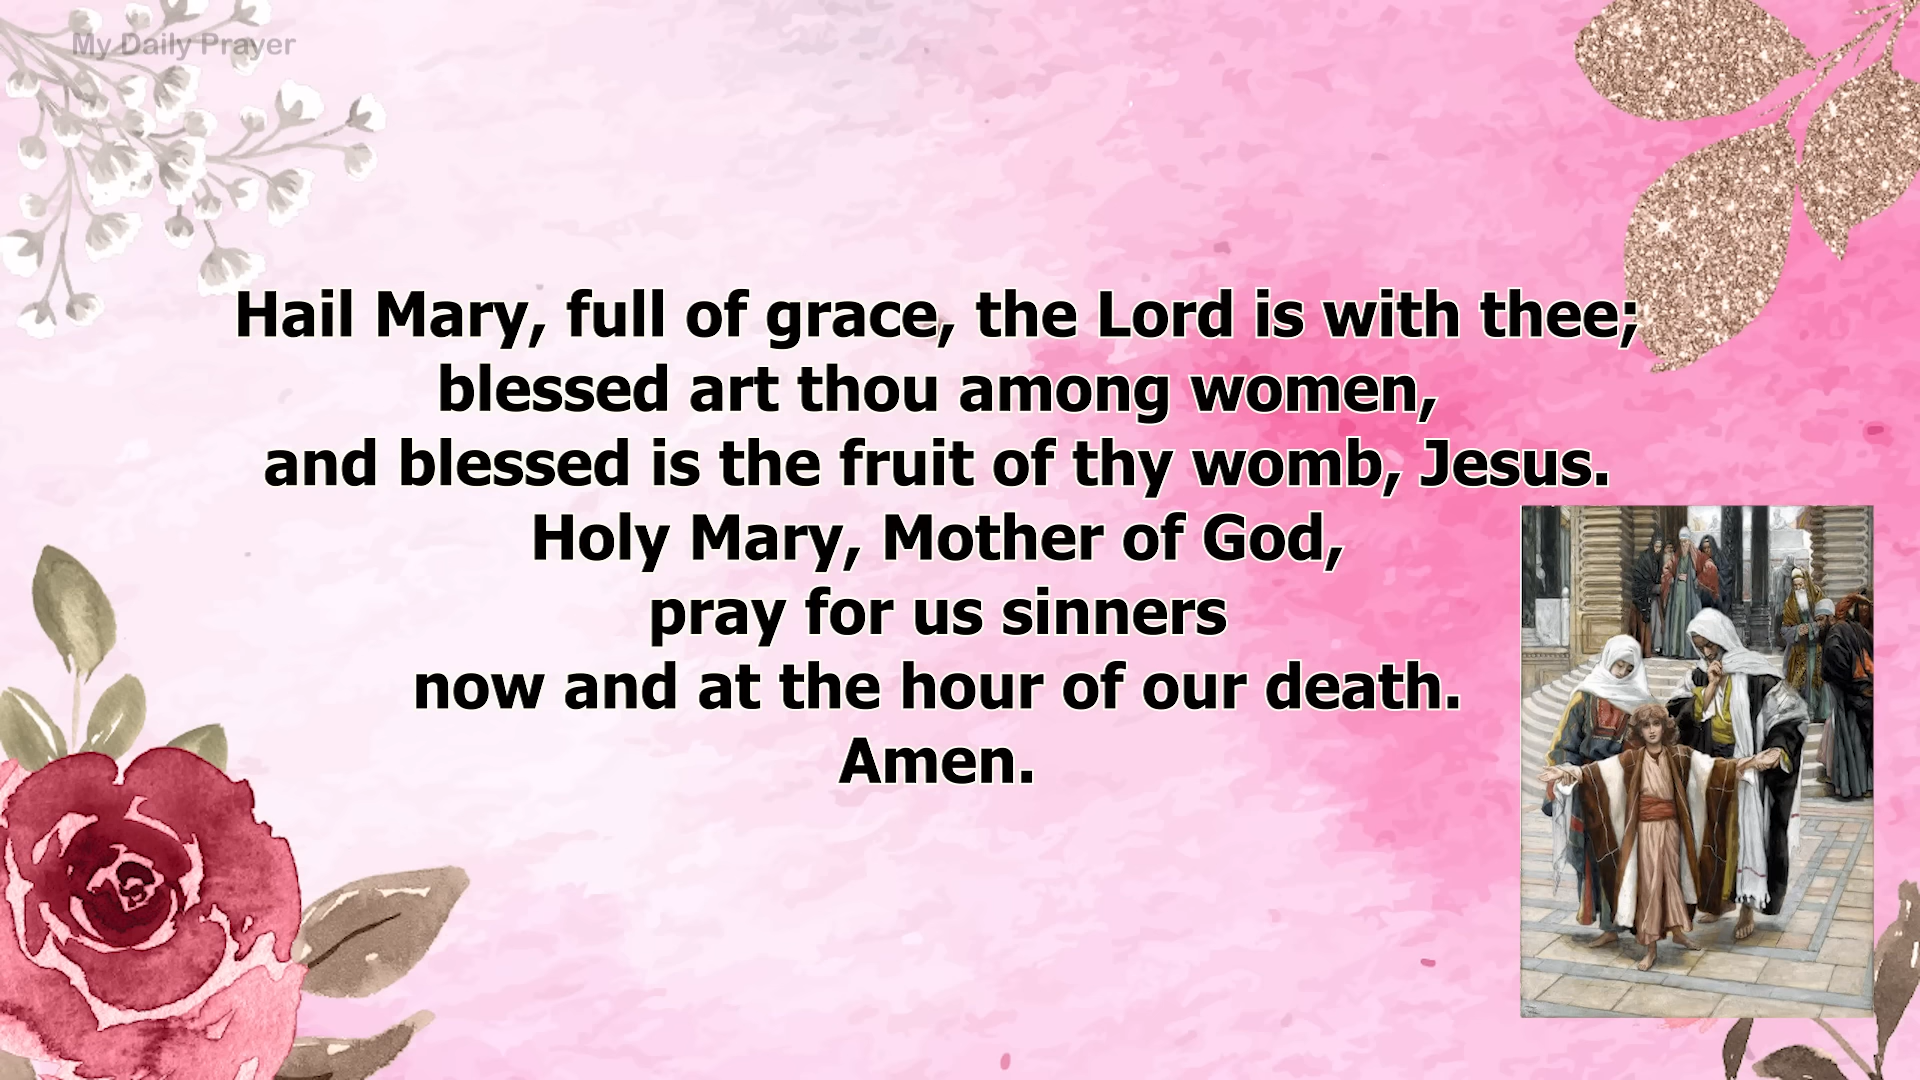 My Daily Prayer
Hail Mary, full of grace, the Lord is with thee;
blessed art thou among women,
and blessed is the fruit of thy womb, Jesus.
Holy Mary, Mother of God,
pray for us sinners
now and at the hour of our death.
Amen.